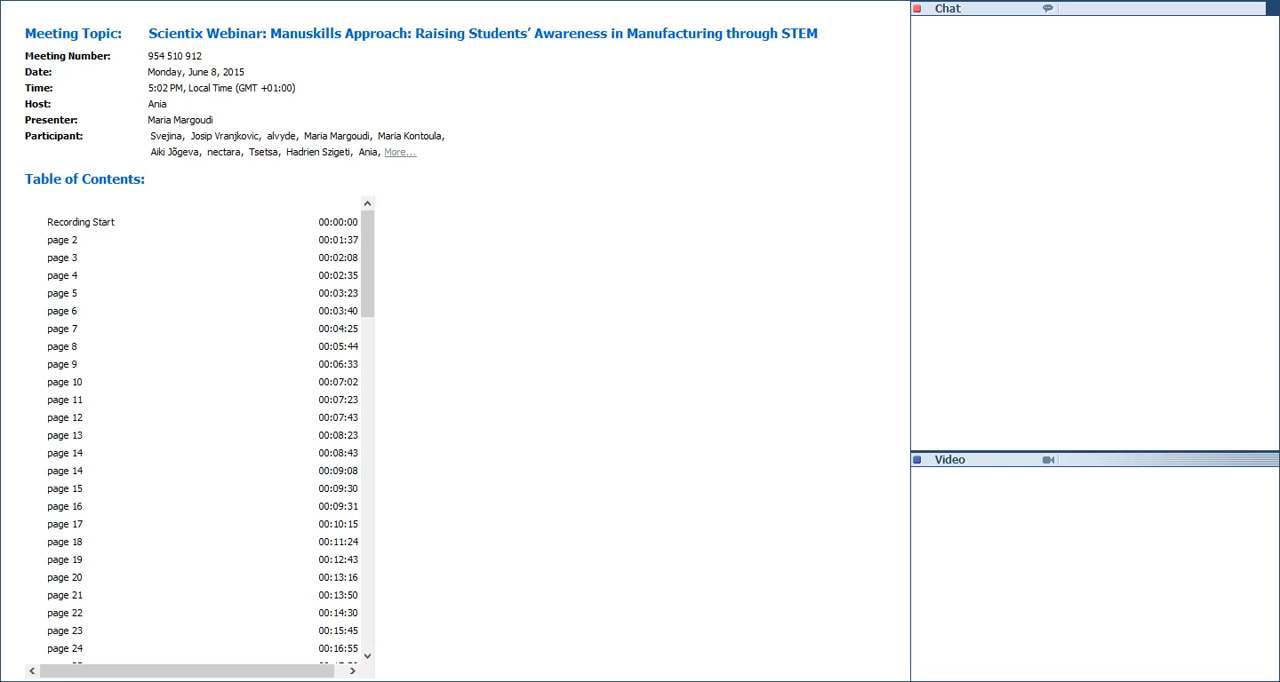 Meeting Topic: Scientix Webinar: Manuskills Approach: Raising Students’ Awareness in Manufacturing through STEM
Meeting Number: 954 510 912
Date: Monday, June 8, 2015
Time: 5:02 PM, Local Time (GMT +01:00)
Host: Ania
Presenter: Maria Margoudi
Participant: Svejina, Josip Vranjkovic, alvyde, Maria Margoudi, Maria Kontoula,
Aiki Jõgeva, nectara, Tsetsa, Hadrien Szigeti, Ania, More...
Table of Contents:
Recording Start 00:00:00
page 2 00:01:37
page 3 00:02:08
page 4 00:02:35
page 5 00:03:23
page 6 00:03:40
page 7 00:04:25
page 8 00:05:44
page 9 00:06:33
page 10 00:07:02
page 11 00:07:23
page 12 00:07:43
page 13 00:08:23
page 14 00:08:43
page 14 00:09:08
page 15 00:09:30
page 16 00:09:31
page 17 00:10:15
page 18 00:11:24
page 19 00:12:43
page 20 00:13:16
page 21 00:13:50
page 22 00:14:30
page 23 00:15:45
page 24 00:16:55
Chat
Video